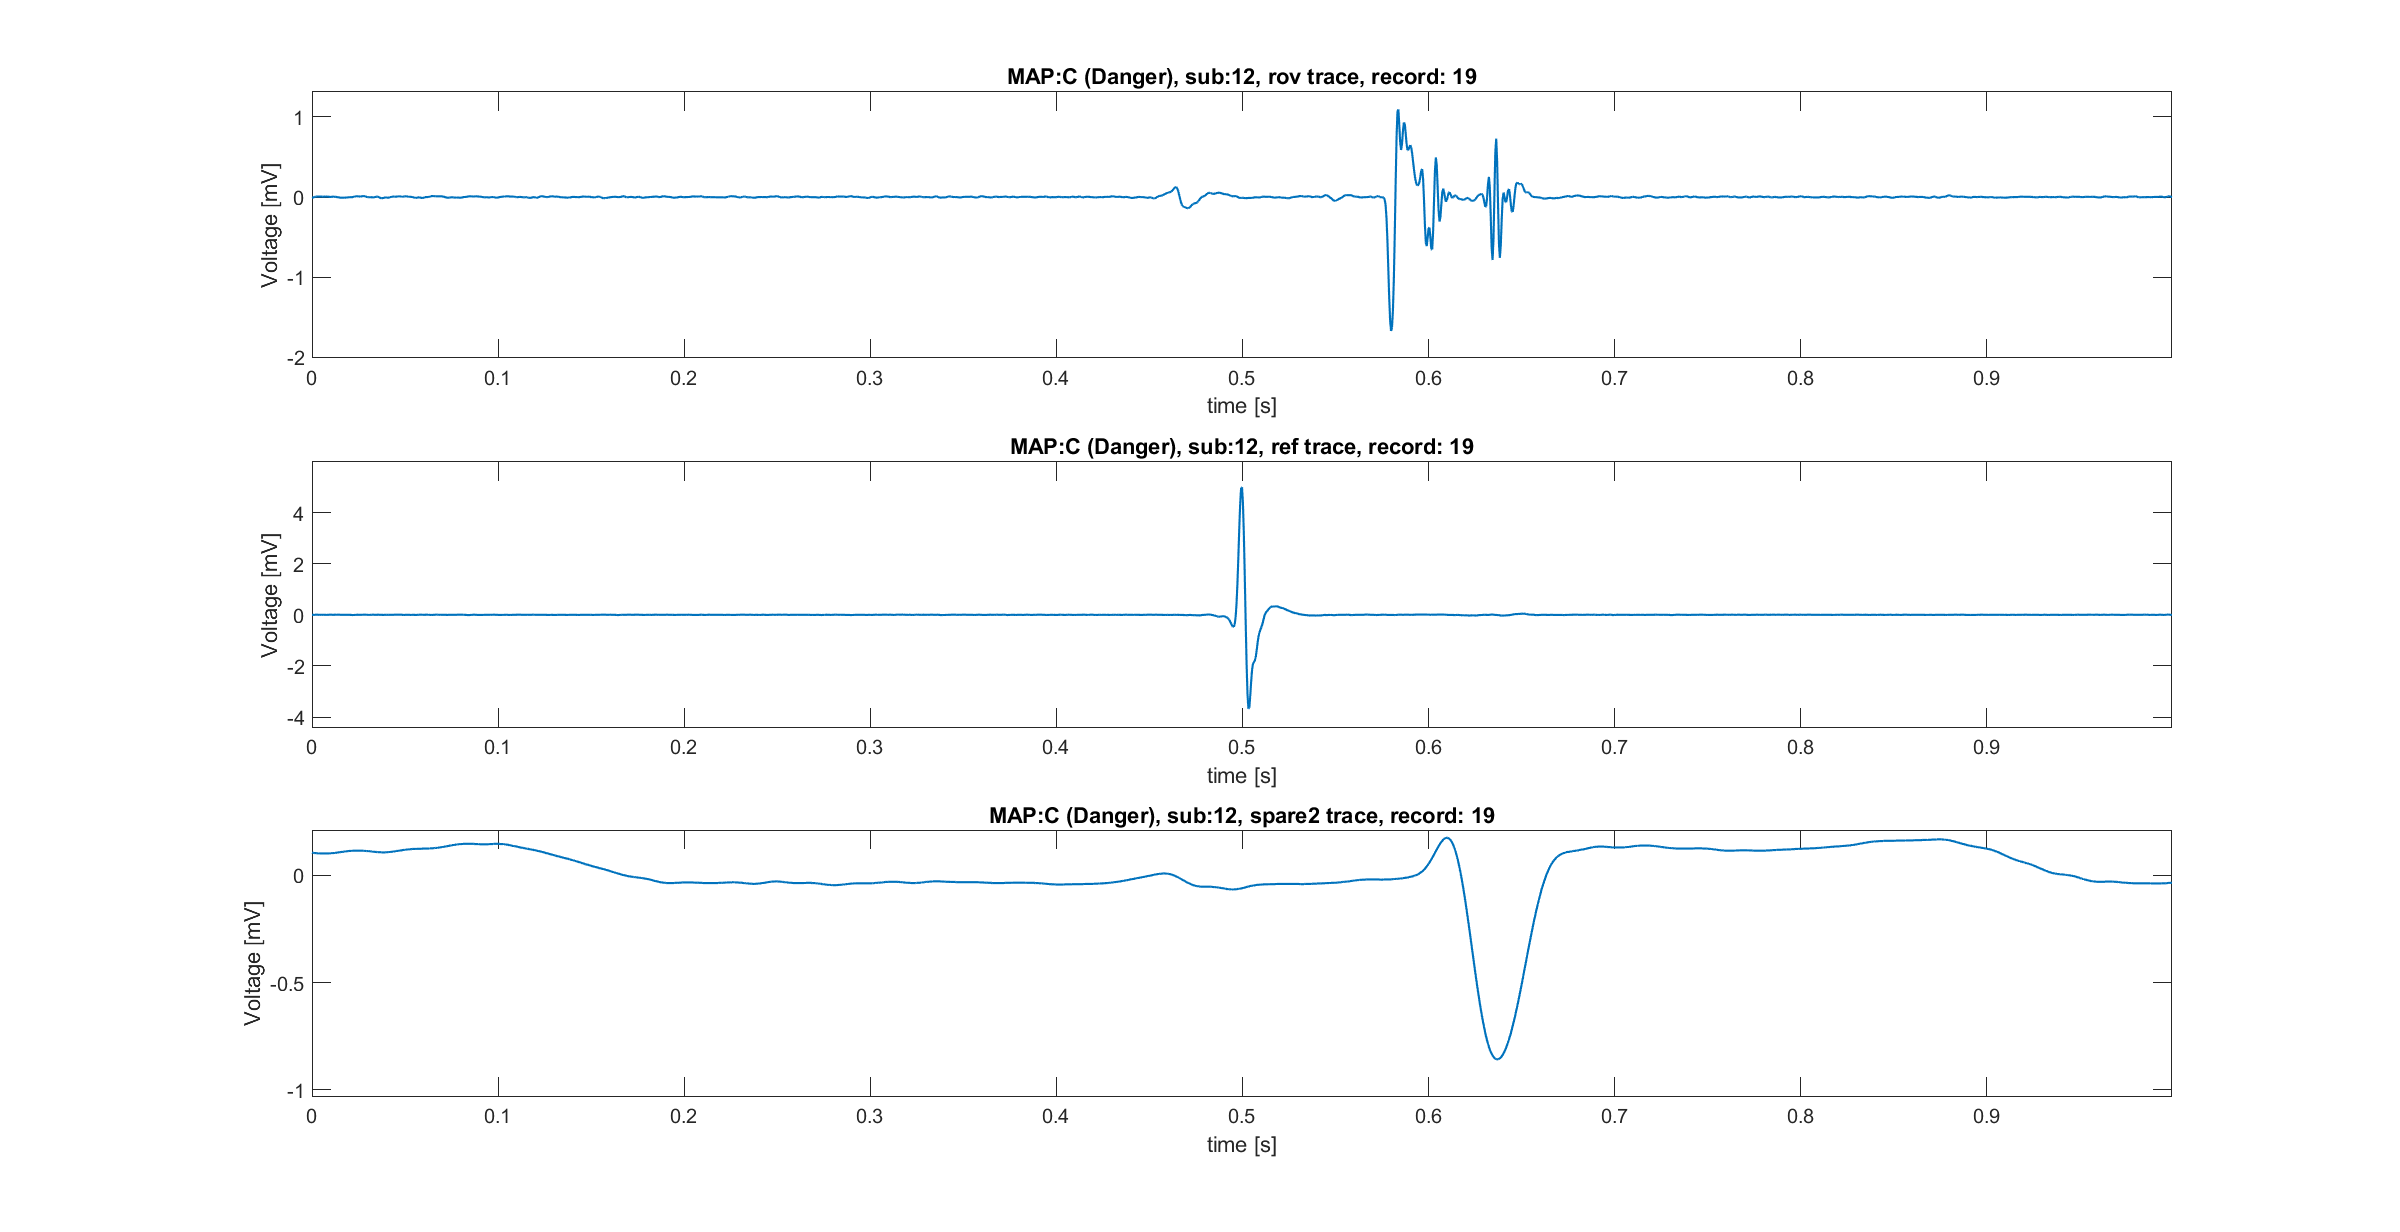 MAP:C (Danger), sub:12, rov trace, record: 19
Voltage [mV]
1
0
-1
-2
0 0.1 0.2 0.3 0.4 0.5 0.6 0.7 0.8 0.9
time [s]
MAP:C (Danger), sub:12, ref trace, record: 19
Voltage [mV]
4
2
0
-2
-4
0 0.1 0.2 0.3 0.4 0.5 0.6 0.7 0.8 0.9
time [s]
MAP:C (Danger), sub:12, spare2 trace, record: 19
Voltage [mV]
0
-0.5
-1
0 0.1 0.2 0.3 0.4 0.5 0.6 0.7 0.8 0.9
time [s]